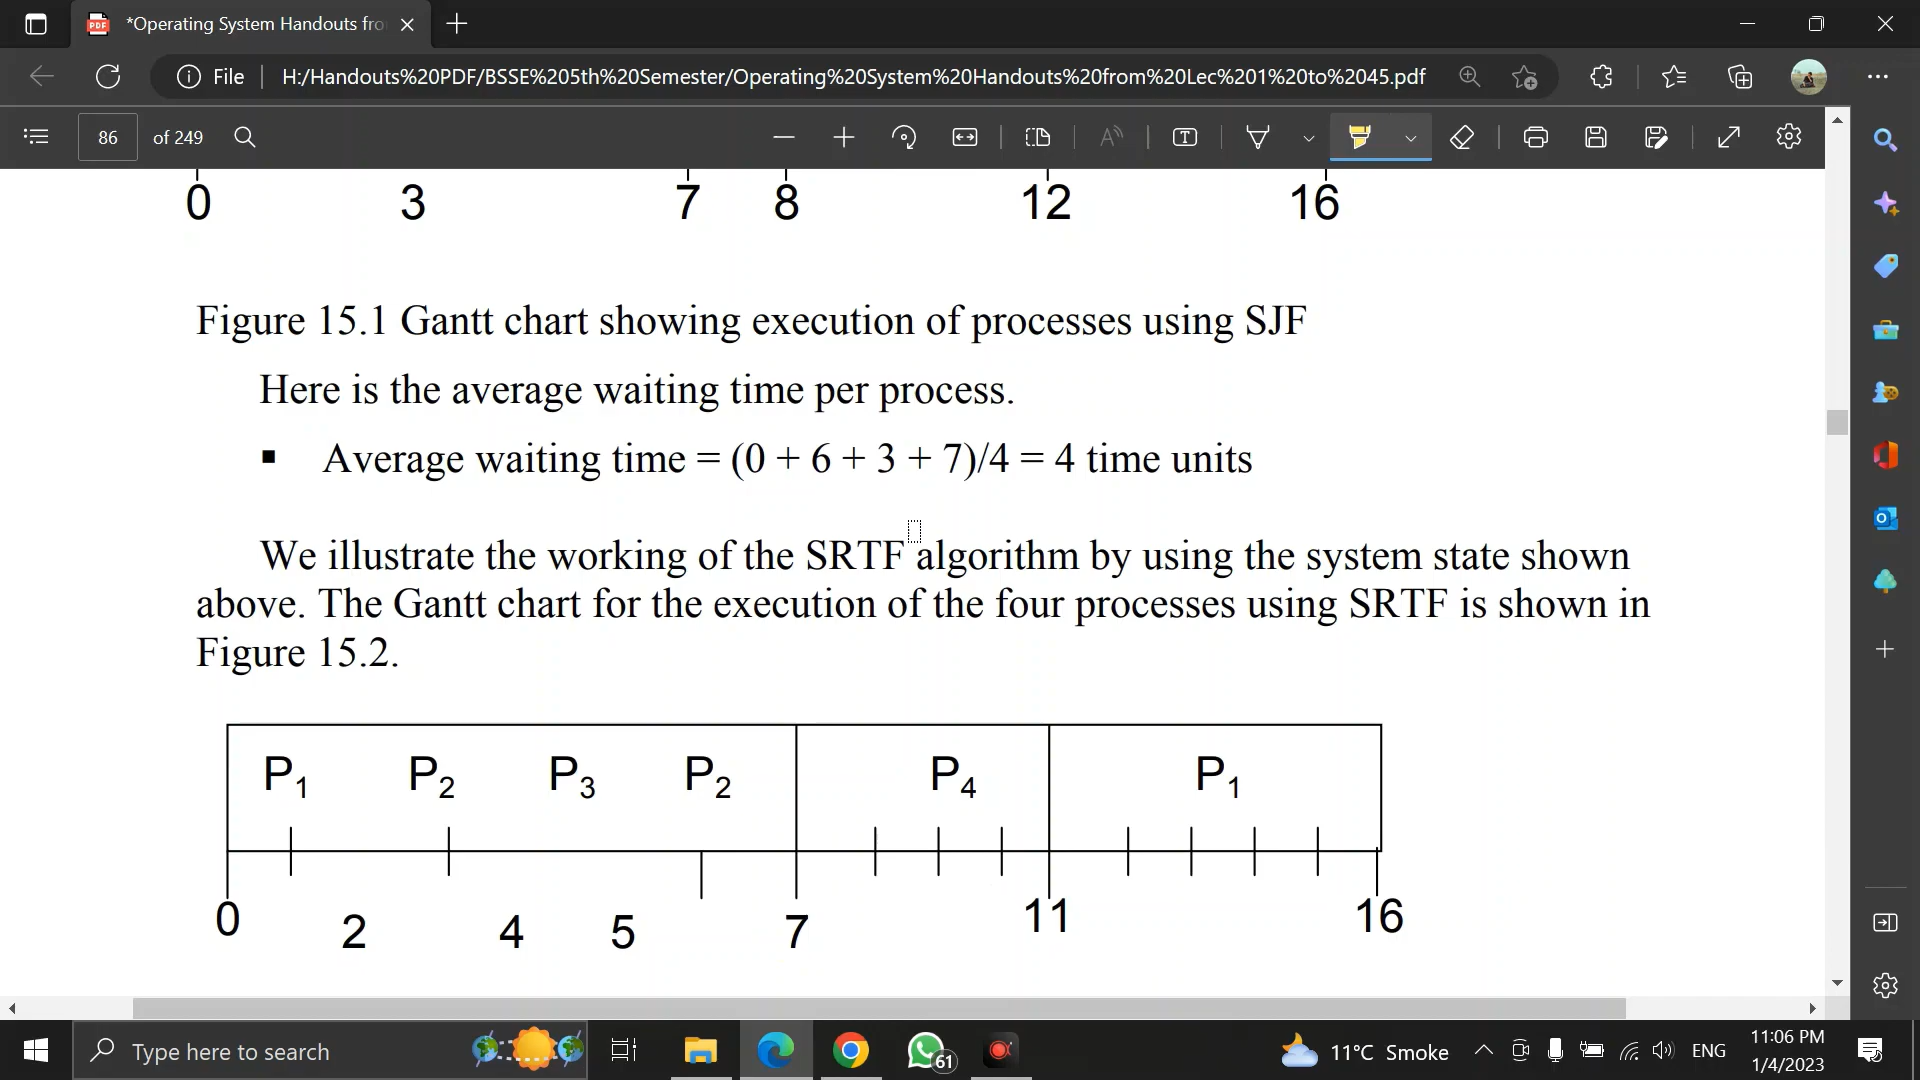 *Operating System Handouts fro
File
H:/Handouts%20PDF/BSSE%205th%20Semester/Operating%20System%20Handouts%20from%20Lec%201%20to%2045.pdf
86 of 249
0 3 7 8 12 16
Figure 15.1 Gantt chart showing execution of processes using SJF
Here is the average waiting time per process.
▪ Average waiting time = (0 + 6 + 3 + 7)/4 = 4 time units
We illustrate the working of the SRTF algorithm by using the system state shown
above. The Gantt chart for the execution of the four processes using SRTF is shown in
Figure 15.2.
P1 P2 P3 P2 P4 P1
0 2 4 5 7 11 16
Type here to search
61
11°C Smoke
ENG
11:06 PM
1/4/2023